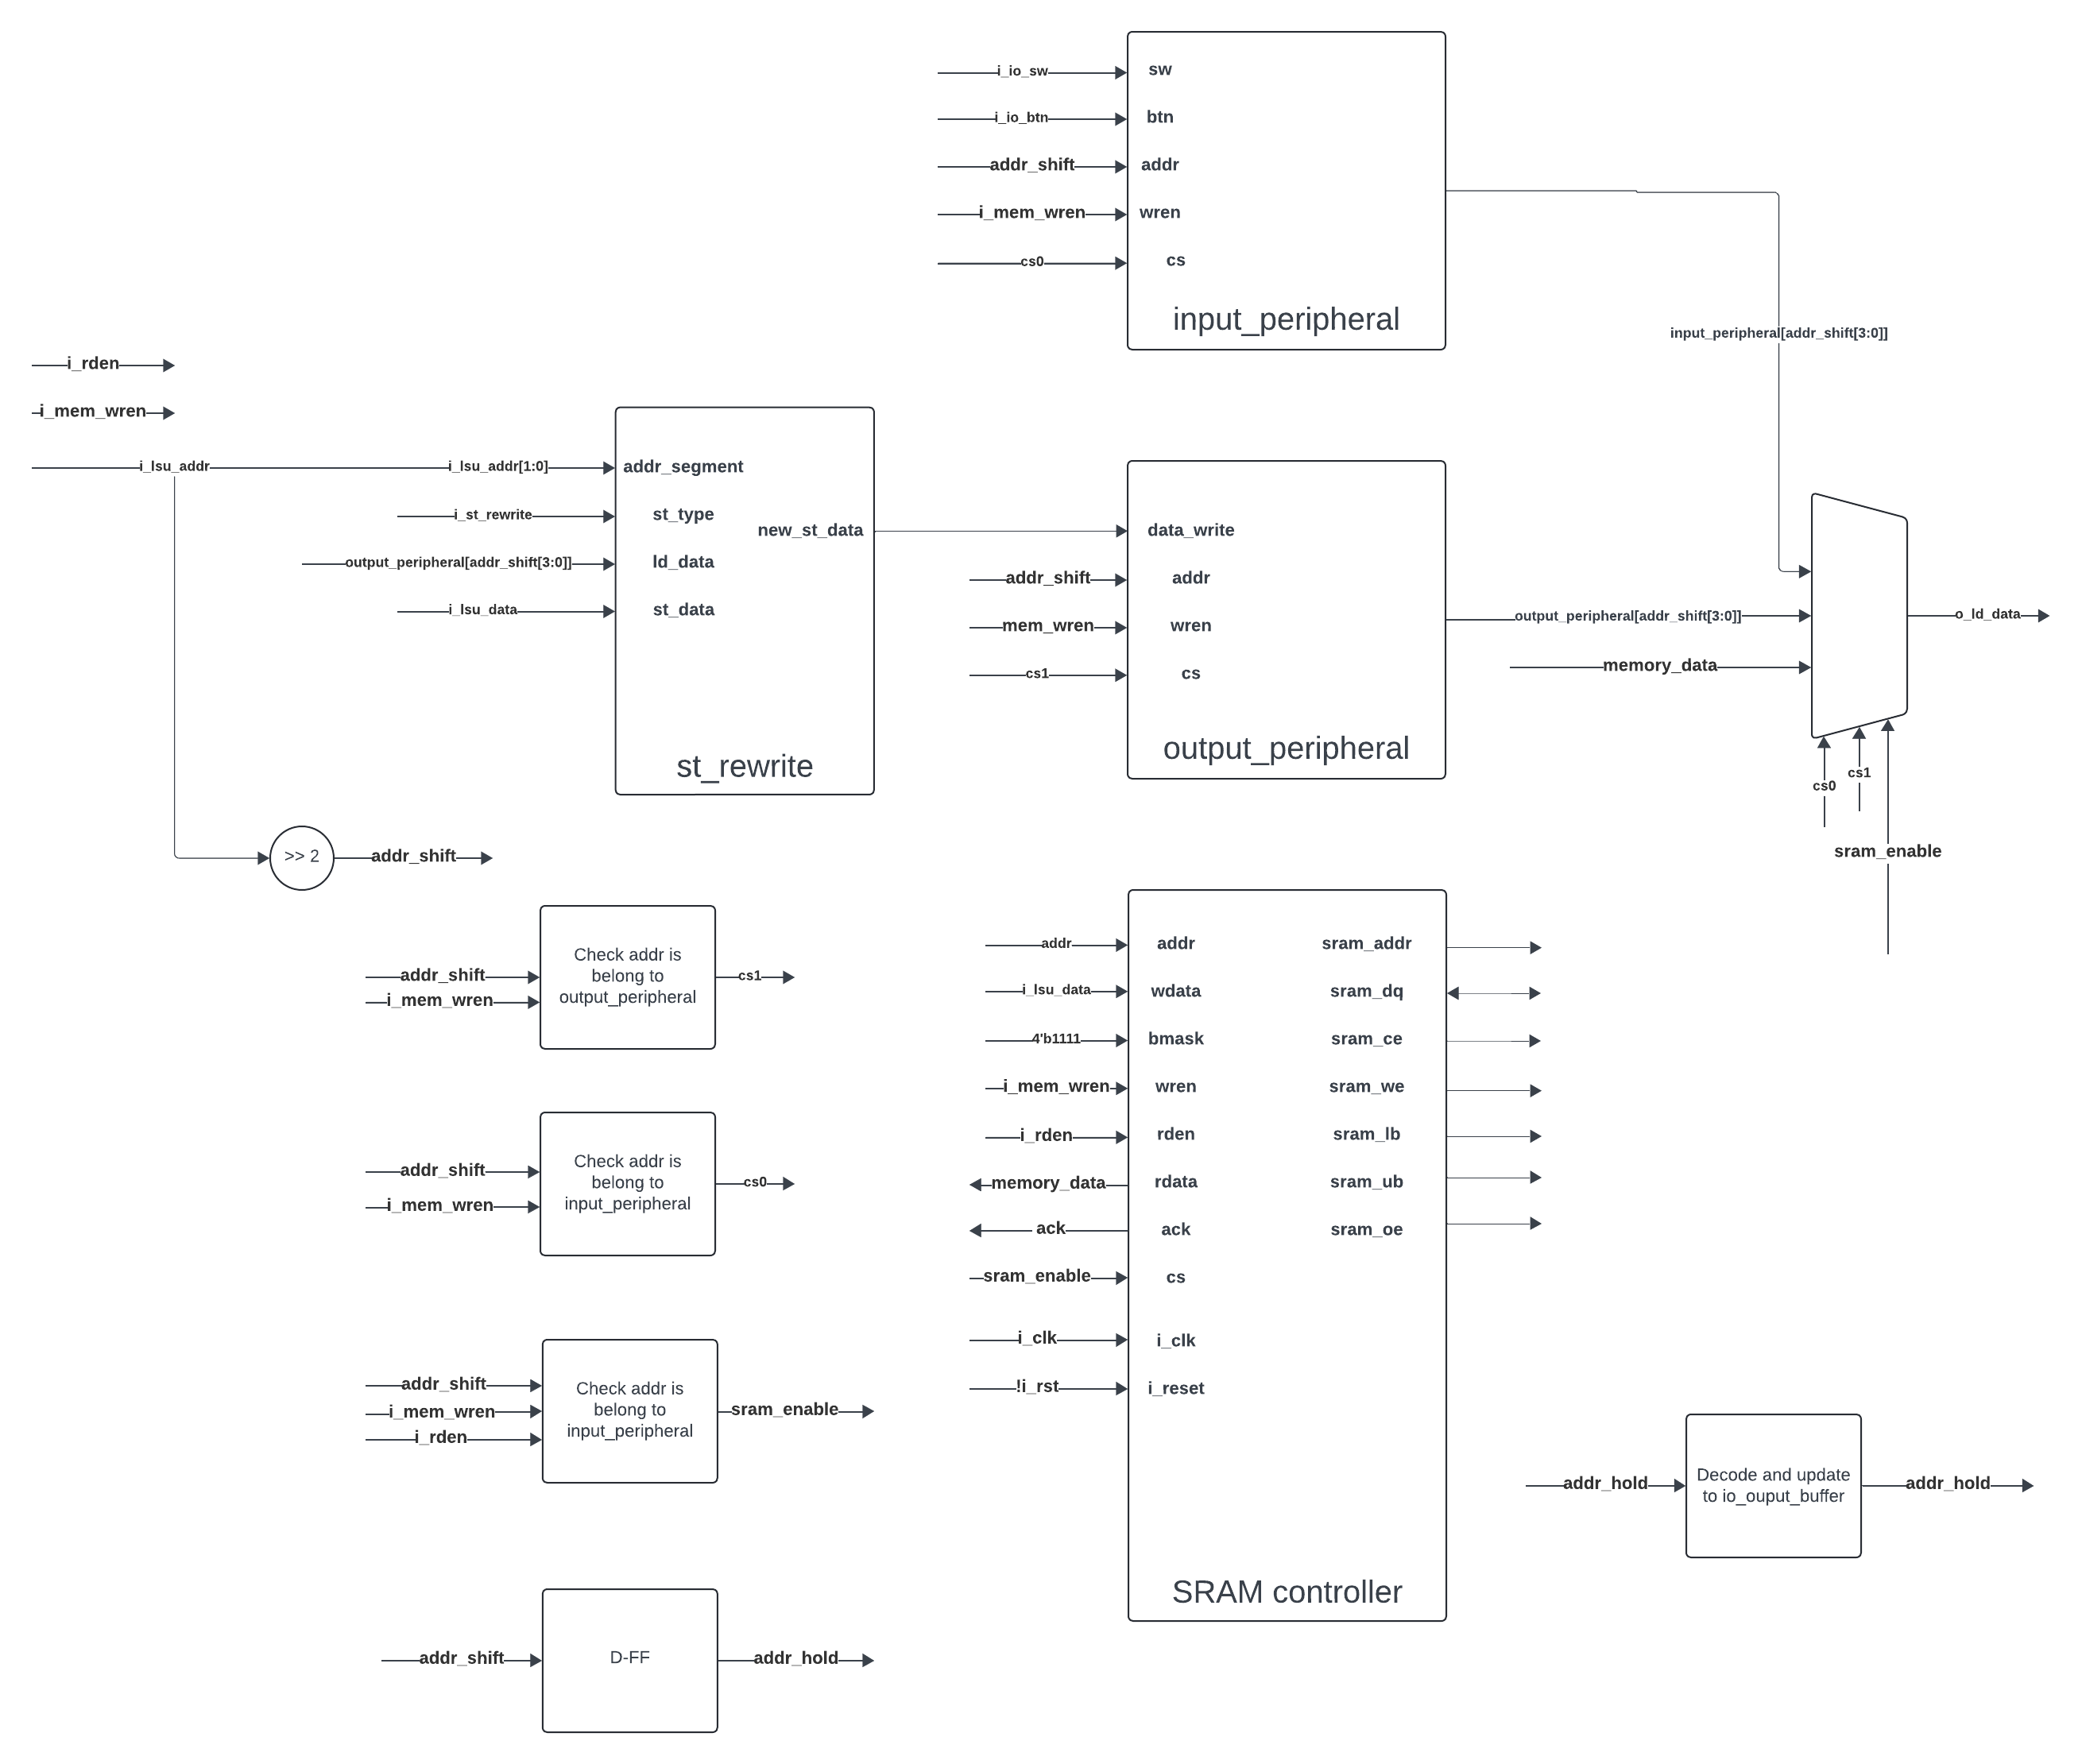 i_io_sw
sw
i_io_btn
btn
addr_shift
addr
i_mem_wren
wren
cs0
cs
input_peripheral
input_peripheral[addr_shift[3:0]]
i_rden
i_mem_wren
i_lsu_addr
i_lsu_addr[1:0]
addr_segment
i_st_rewrite
st_type
output_peripheral[addr_shift[3:0]]
ld_data
i_lsu_data
st_data
new_st_data
st_rewrite
data_write
addr_shift
addr
mem_wren
wren
cs1
cs
output_peripheral
output_peripheral[addr_shift[3:0]]
memory_data
o_ld_data
cs0
cs1
sram_enable
>> 2
addr_shift
addr_shift
i_mem_wren
Check addr is
belong to
output_peripheral
cs1
addr_shift
i_mem_wren
Check addr is
belong to
input_peripheral
cs0
addr_shift
i_mem_wren
i_rden
Check addr is
belong to
input_peripheral
sram_enable
addr_shift
D-FF
addr_hold
addr
addr
i_lsu_data
wdata
4'b1111
bmask
i_mem_wren
wren
i_rden
rden
memory_data
rdata
ack
ack
sram_enable
cs
i_clk
i_clk
!i_rst
i_reset
sram_addr
sram_dq
sram_ce
sram_we
sram_lb
sram_ub
sram_oe
SRAM controller
addr_hold
Decode and update
to io_ouput_buffer
addr_hold